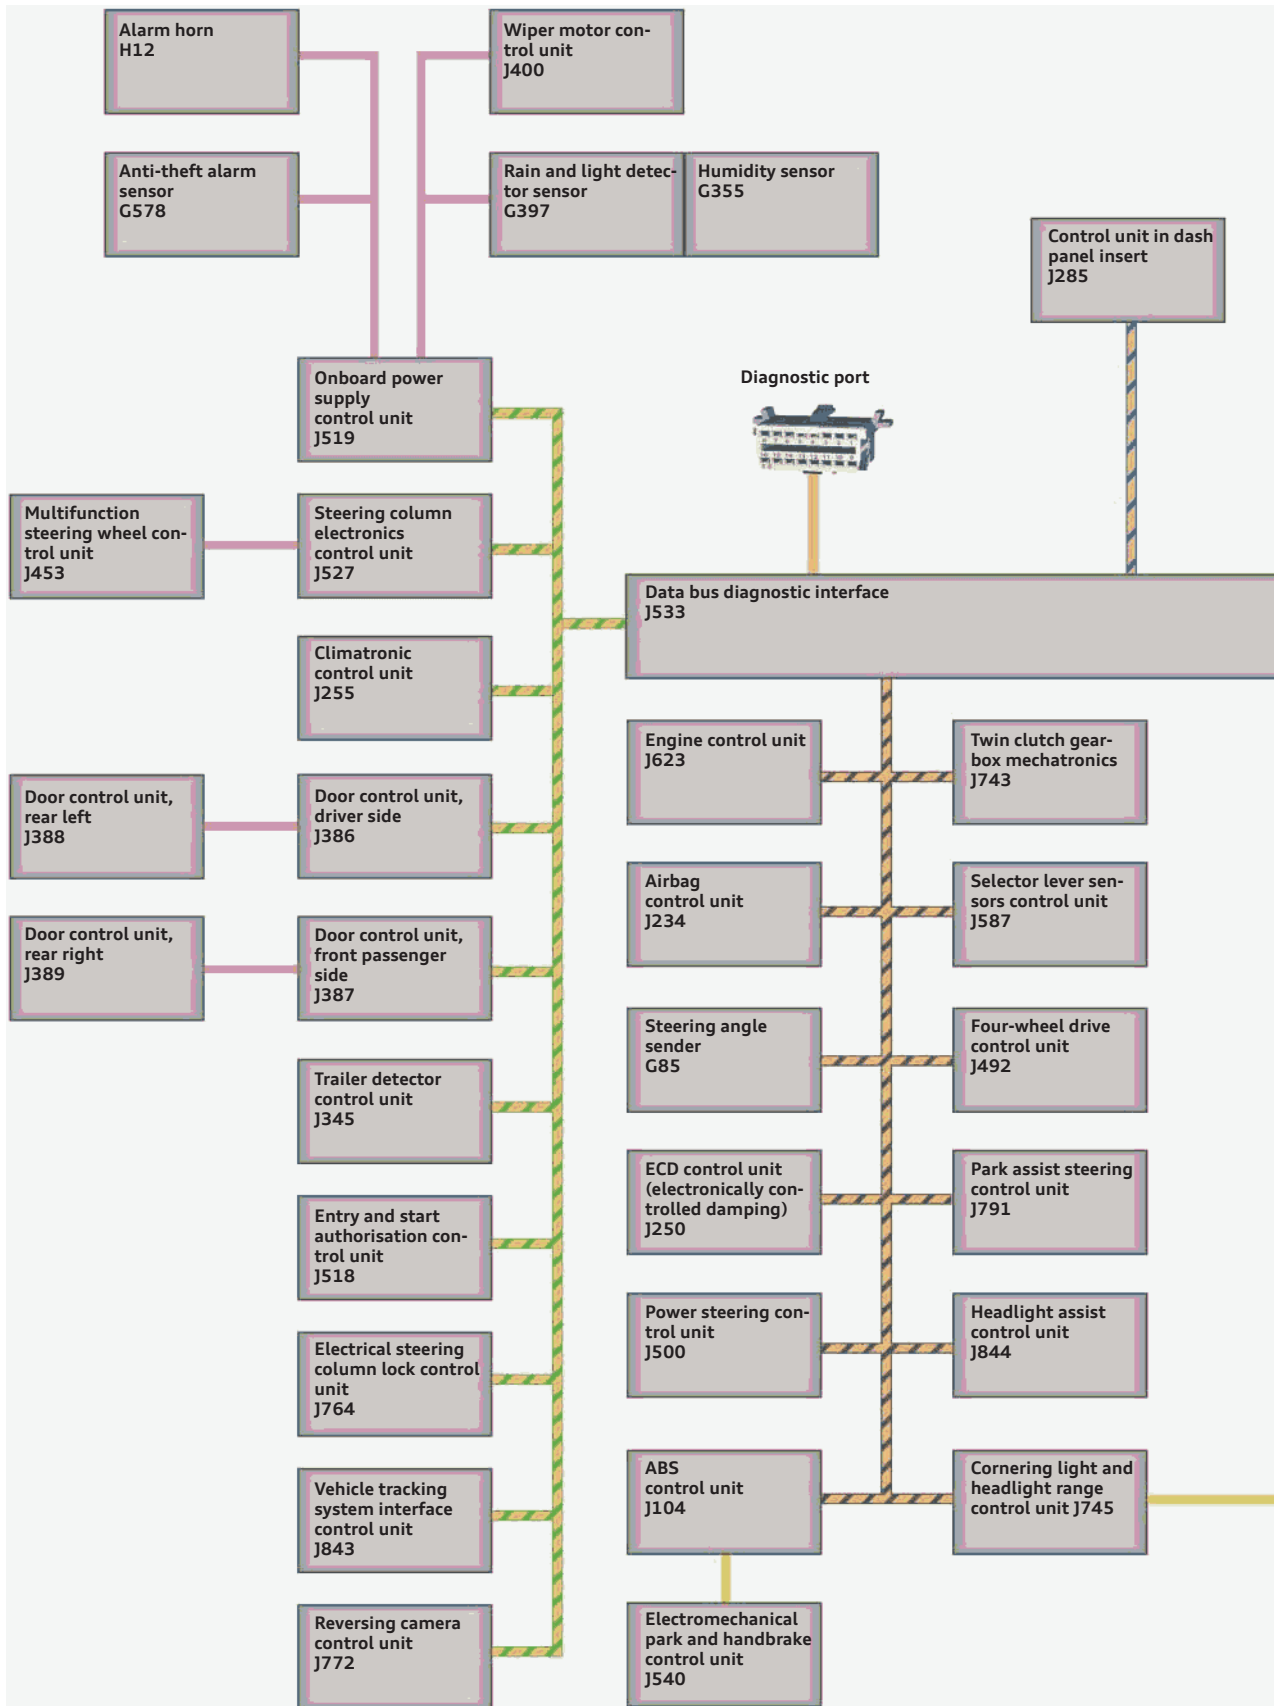 Alarm horn
H12
Wiper motor con-
trol unit
J400
Anti-theft alarm
sensor
G578
Rain and light detec-
tor sensor
G397
Humidity sensor
G355
Control unit in dash
panel insert
J285
Onboard power
supply
control unit
J519
Diagnostic port
Multifunction
steering wheel con-
trol unit
J453
Steering column
electronics
control unit
J527
Data bus diagnostic interface
J533
Climatronic
control unit
J255
Engine control unit
J623
Twin clutch gear-
box mechatronics
J743
Door control unit,
rear left
J388
Door control unit,
driver side
J386
Airbag
control unit
J234
Selector lever sen-
sors control unit
J587
Door control unit,
rear right
J389
Door control unit,
front passenger
side
J387
Steering angle
sender
G85
Four-wheel drive
control unit
J492
Trailer detector
control unit
J345
ECD control unit
(electronically con-
trolled damping)
J250
Park assist steering
control unit
J791
Entry and start
authorisation con-
trol unit
J518
Power steering con-
trol unit
J500
Headlight assist
control unit
J844
Electrical steering
column lock control
unit
J764
ABS
control unit
J104
Cornering light and
headlight range
control unit J745
Vehicle tracking
system interface
control unit
J843
Reversing camera
control unit
J772
Electromechanical
park and handbrake
control unit
J540